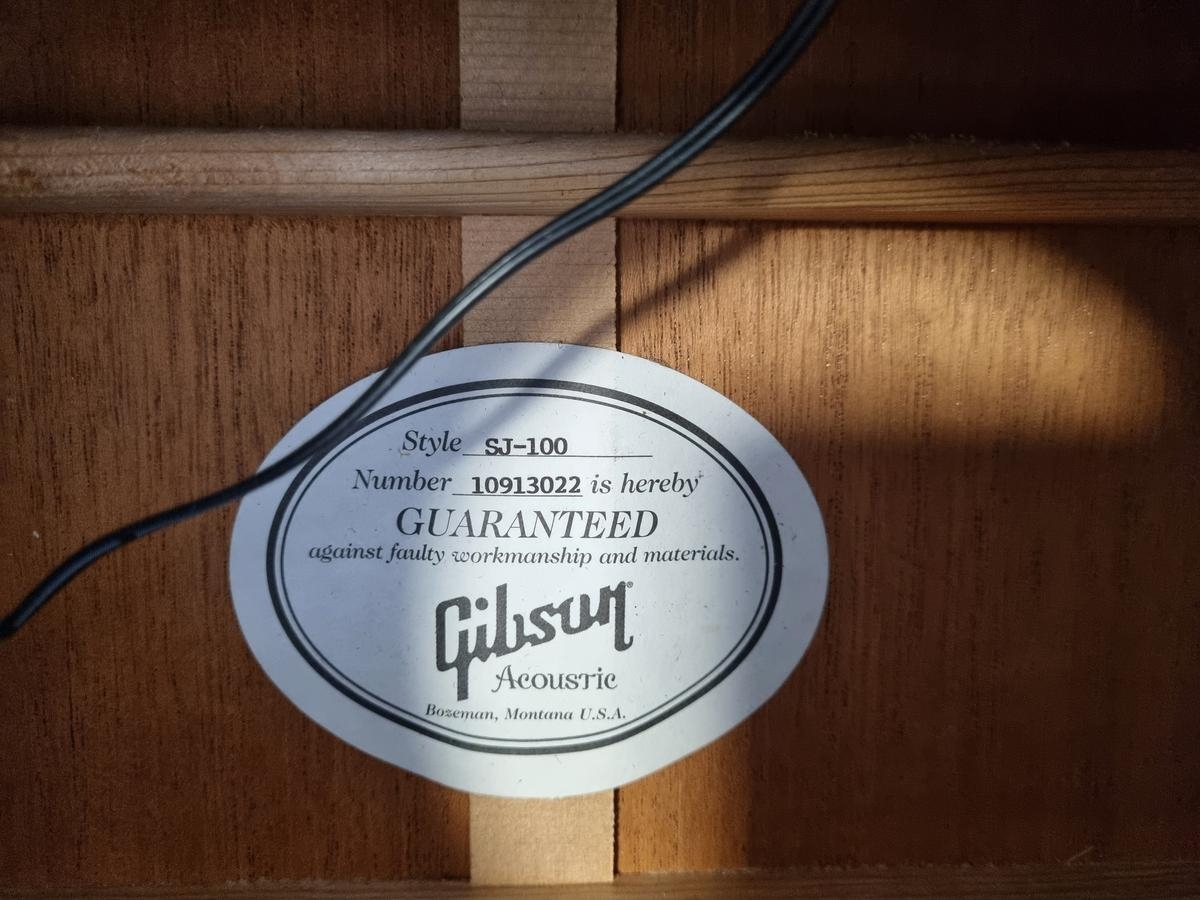 Style SJ-100
Number 10913022 is hereby
GUARANTEED
against faulty workmanship and materials.
Gibson®
Acoustic
Bozeman, Montana U.S.A.